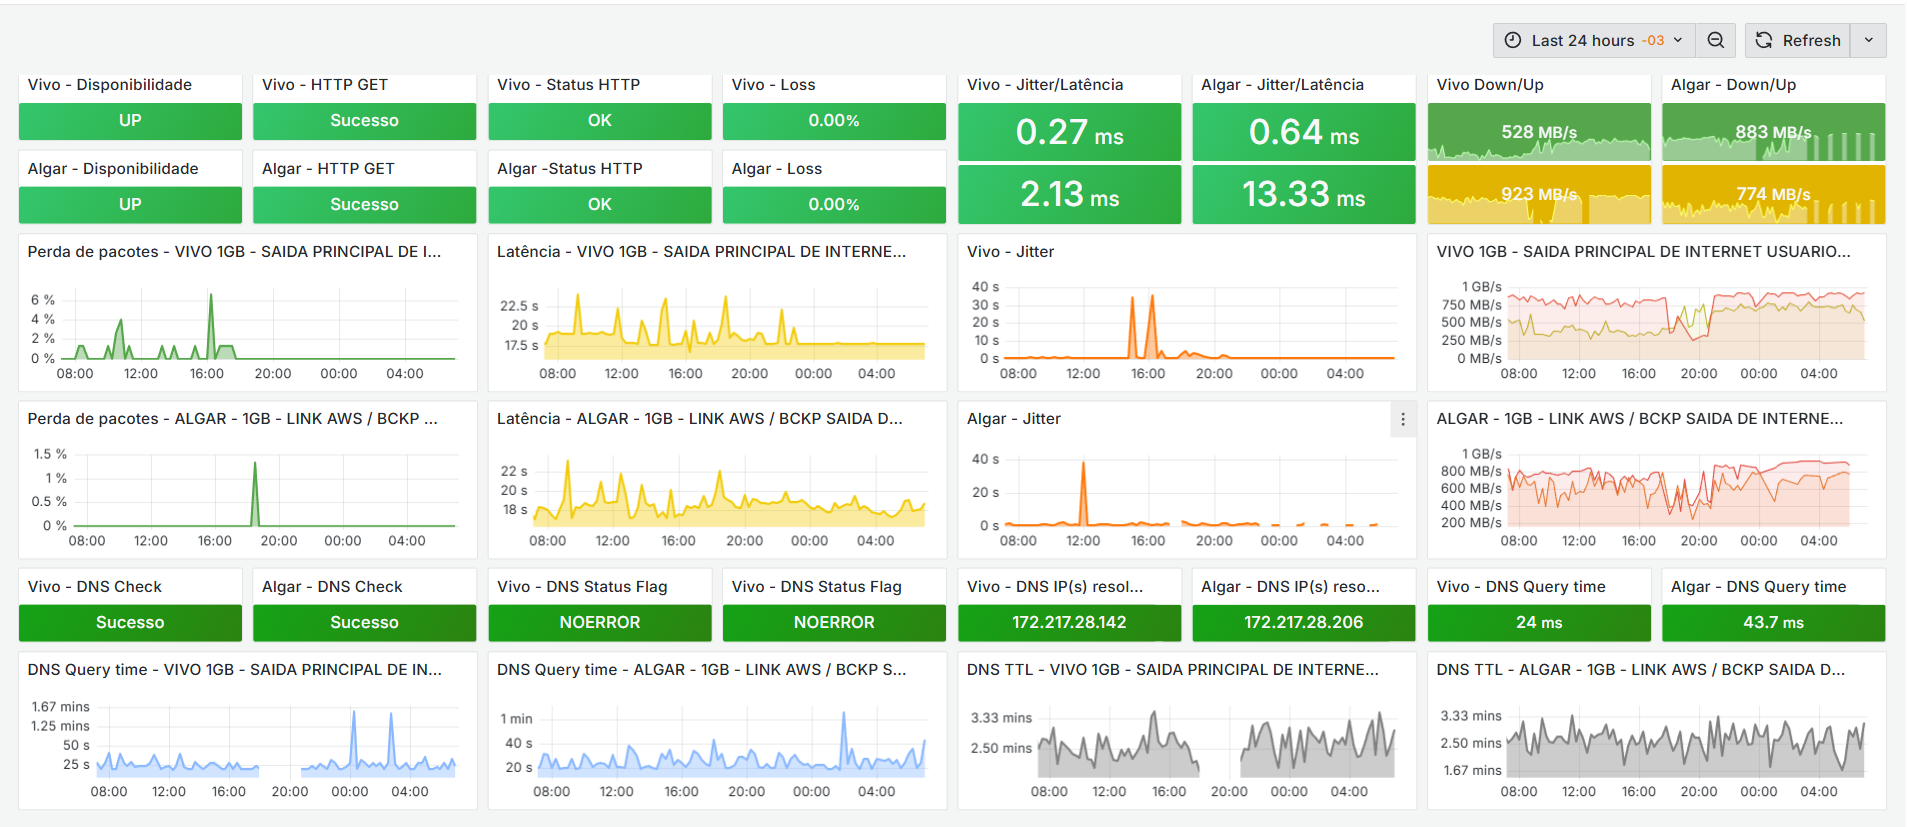 Last 24 hours -03
Refresh
Vivo - Disponibilidade
UP
Vivo - HTTP GET
Sucesso
Vivo - Status HTTP
OK
Vivo - Loss
0.00%
Vivo - Jitter/Latência
0.27 ms
2.13 ms
Algar - Jitter/Latência
0.64 ms
13.33 ms
Vivo Down/Up
528 MB/s
923 MB/s
Algar - Down/Up
883 MB/s
774 MB/s
Algar - Disponibilidade
UP
Algar - HTTP GET
Sucesso
Algar -Status HTTP
OK
Algar - Loss
0.00%
Perda de pacotes - VIVO 1GB - SAIDA PRINCIPAL DE I...
6 %
4 %
2 %
0 %
08:00 12:00 16:00 20:00 00:00 04:00
Latência - VIVO 1GB - SAIDA PRINCIPAL DE INTERNE...
22.5 s
20 s
17.5 s
08:00 12:00 16:00 20:00 00:00 04:00
Vivo - Jitter
40 s
30 s
20 s
10 s
0 s
08:00 12:00 16:00 20:00 00:00 04:00
VIVO 1GB - SAIDA PRINCIPAL DE INTERNET USUARIO...
1 GB/s
750 MB/s
500 MB/s
250 MB/s
0 MB/s
08:00 12:00 16:00 20:00 00:00 04:00
Perda de pacotes - ALGAR - 1GB - LINK AWS / BCKP ...
1.5 %
1 %
0.5 %
0 %
08:00 12:00 16:00 20:00 00:00 04:00
Latência - ALGAR - 1GB - LINK AWS / BCKP SAIDA D...
22 s
20 s
18 s
08:00 12:00 16:00 20:00 00:00 04:00
Algar - Jitter
40 s
20 s
0 s
08:00 12:00 16:00 20:00 00:00 04:00
ALGAR - 1GB - LINK AWS / BCKP SAIDA DE INTERNE...
1 GB/s
800 MB/s
600 MB/s
400 MB/s
200 MB/s
08:00 12:00 16:00 20:00 00:00 04:00
Vivo - DNS Check
Sucesso
Algar - DNS Check
Sucesso
Vivo - DNS Status Flag
NOERROR
Vivo - DNS Status Flag
NOERROR
Vivo - DNS IP(s) resol...
172.217.28.142
Algar - DNS IP(s) reso...
172.217.28.206
Vivo - DNS Query time
24 ms
Algar - DNS Query time
43.7 ms
DNS Query time - VIVO 1GB - SAIDA PRINCIPAL DE IN...
1.67 mins
1.25 mins
50 s
25 s
08:00 12:00 16:00 20:00 00:00 04:00
DNS Query time - ALGAR - 1GB - LINK AWS / BCKP S...
1 min
40 s
20 s
08:00 12:00 16:00 20:00 00:00 04:00
DNS TTL - VIVO 1GB - SAIDA PRINCIPAL DE INTERNE...
3.33 mins
2.50 mins
08:00 12:00 16:00 20:00 00:00 04:00
DNS TTL - ALGAR - 1GB - LINK AWS / BCKP SAIDA D...
3.33 mins
2.50 mins
1.67 mins
08:00 12:00 16:00 20:00 00:00 04:00